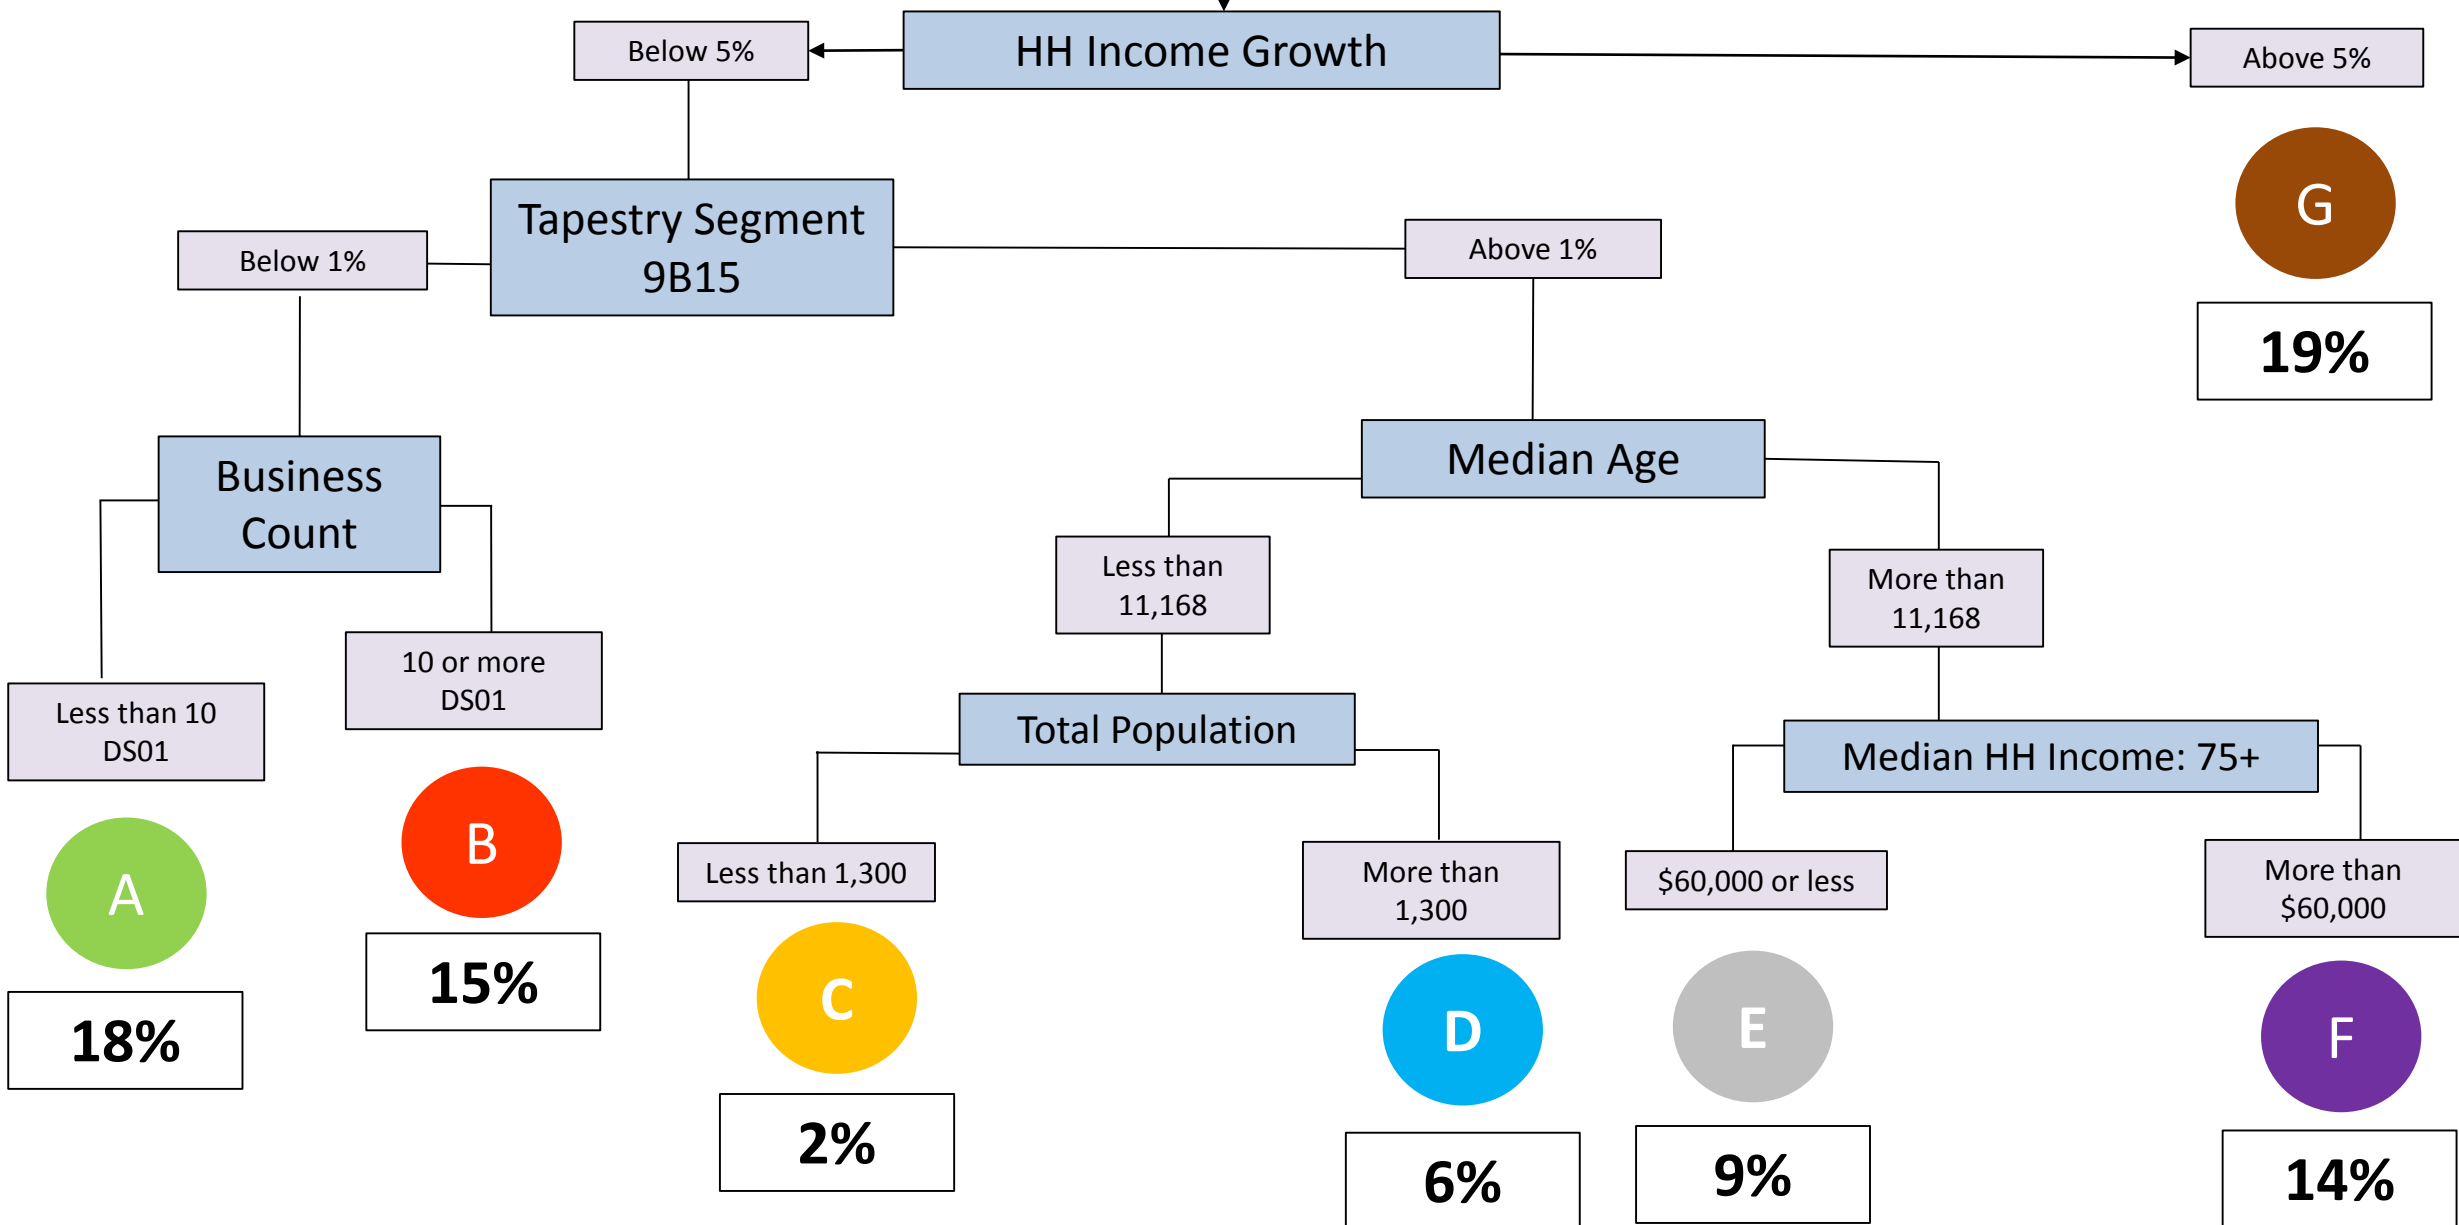 HH Income Growth
Below 5%
Above 5%
G
19%
Tapestry Segment
9B15
Below 1%
Above 1%
Business
Count
Median Age
Less than
11,168
More than
11,168
Less than 10
DS01
10 or more
DS01
Total Population
Median HH Income: 75+
A
18%
B
15%
Less than 1,300
C
2%
More than
1,300
D
6%
$60,000 or less
E
9%
More than
$60,000
F
14%